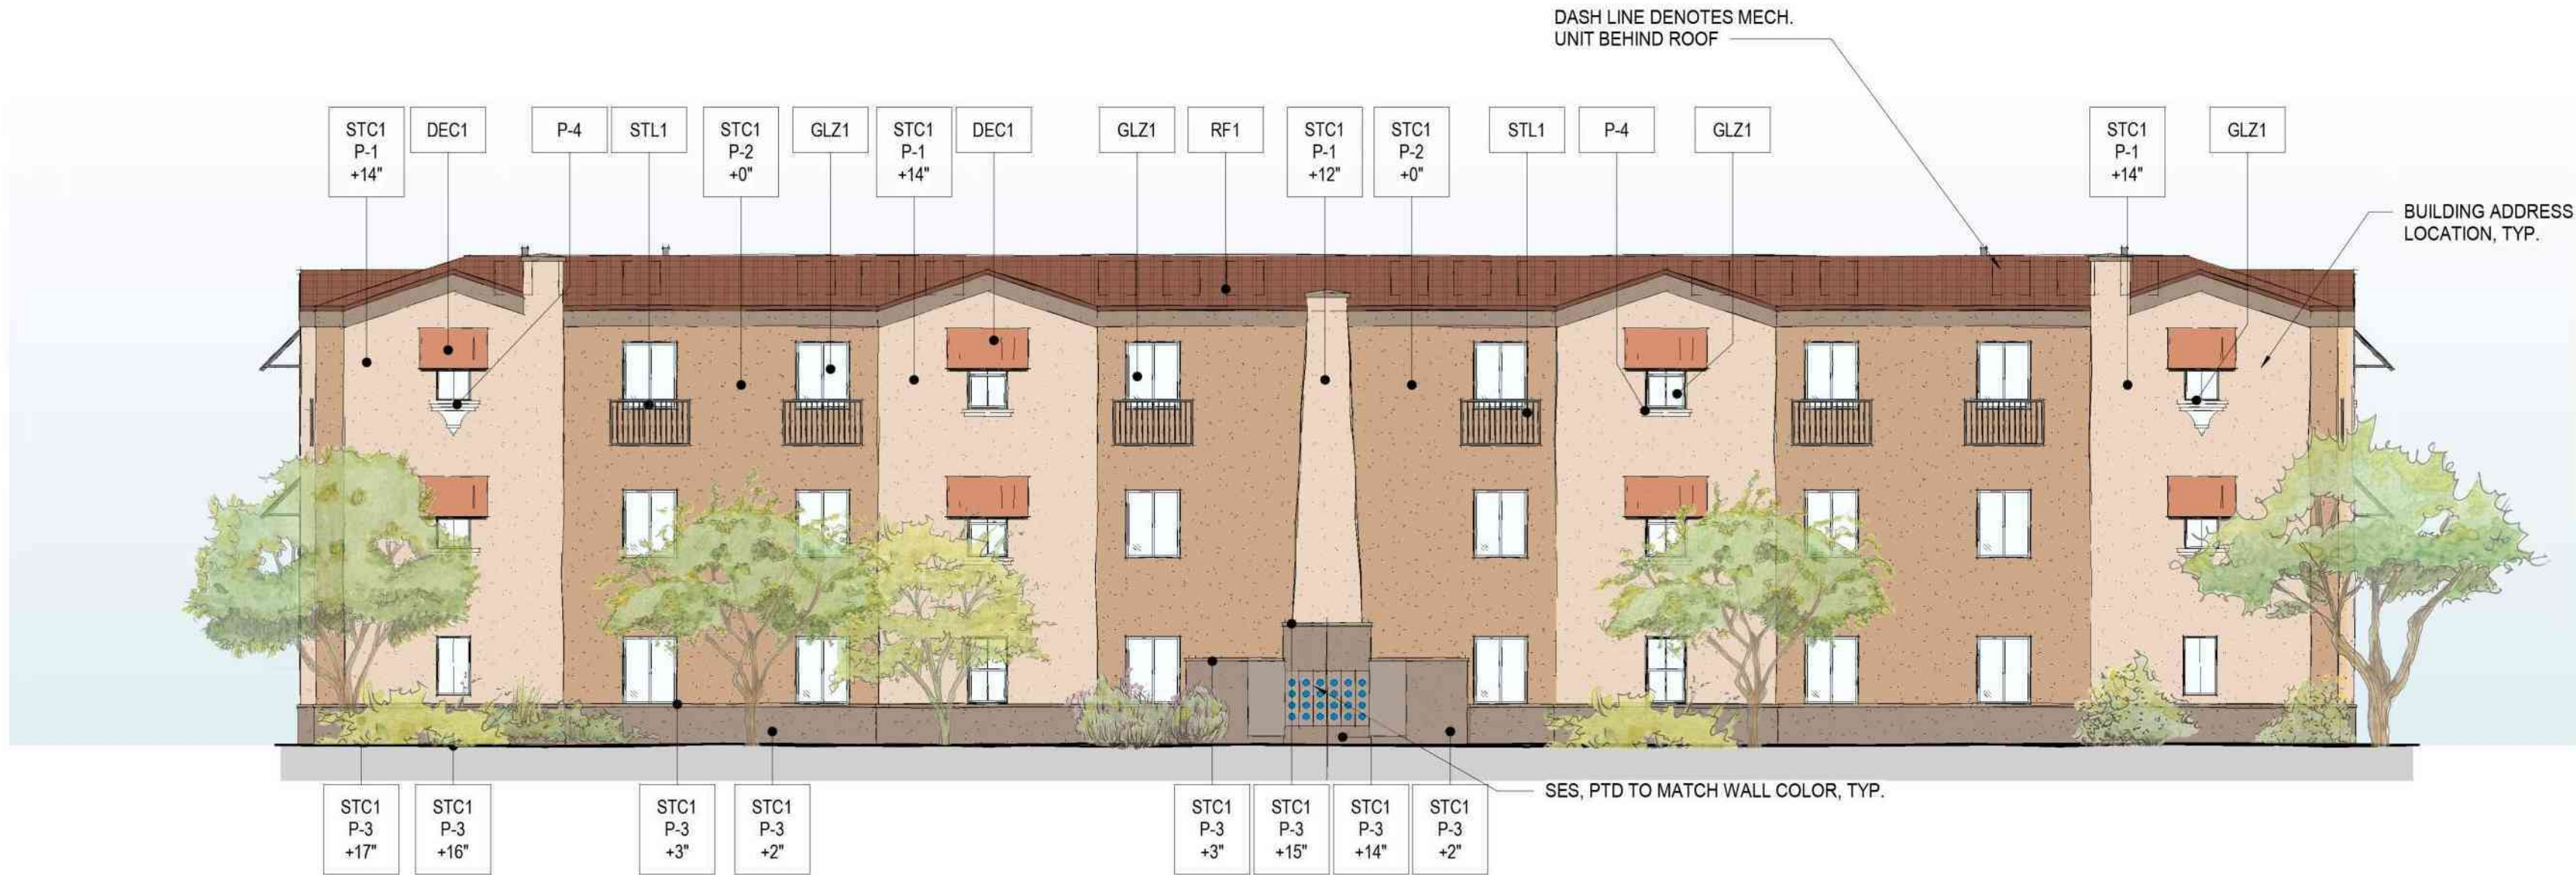 DASH LINE DENOTES MECH.
UNIT BEHIND ROOF
STC1
P-1
+14"
DEC1
P-4
STL1
STC1
P-2
+0"
GLZ1
STC1
P-1
+14"
DEC1
GLZ1
RF1
STC1
P-1
+12"
STC1
P-2
+0"
STL1
P-4
GLZ1
STC1
P-1
+14"
GLZ1
BUILDING ADDRESS
LOCATION, TYP.
SES, PTD TO MATCH WALL COLOR, TYP.
STC1
P-3
+17"
STC1
P-3
+16"
STC1
P-3
+3"
STC1
P-3
+2"
STC1
P-3
+3"
STC1
P-3
+15"
STC1
P-3
+14"
STC1
P-3
+2"